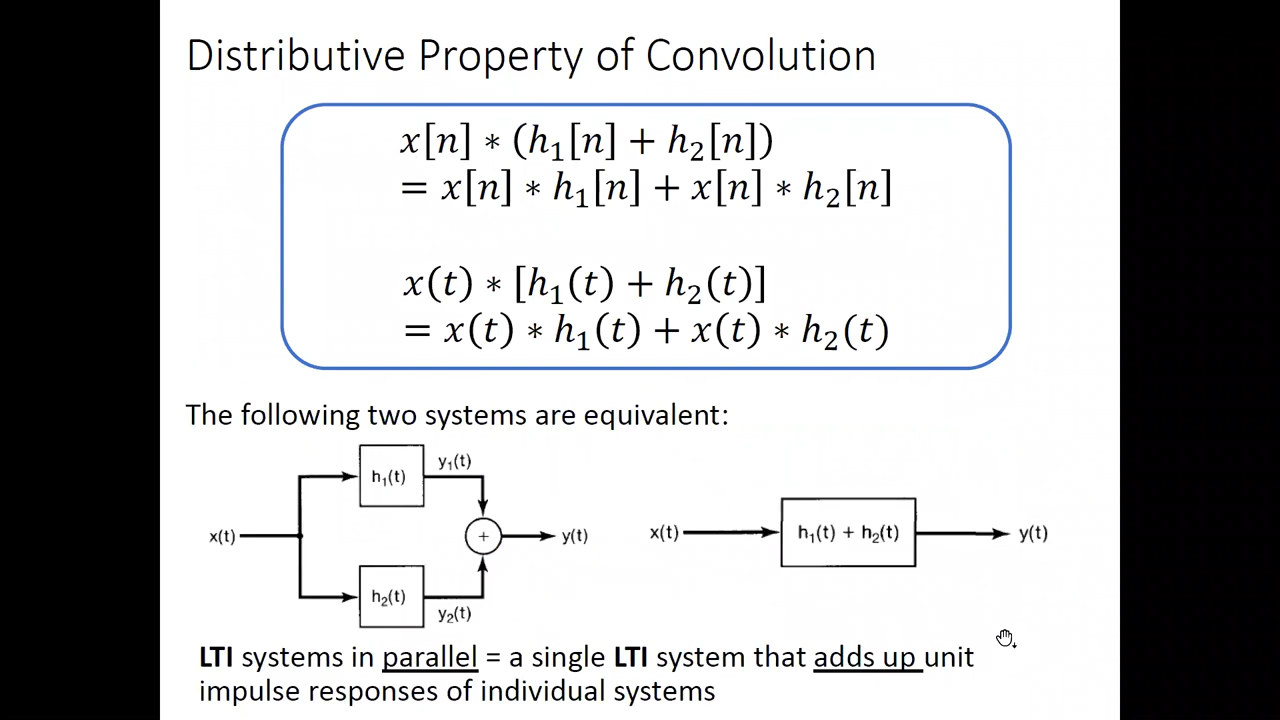 Distributive Property of Convolution
x[n] ∗ (h₁[n] + h₂[n])
= x[n] ∗ h₁[n] + x[n] ∗ h₂[n]
x(t) ∗ [h₁(t) + h₂(t)]
= x(t) ∗ h₁(t) + x(t) ∗ h₂(t)
The following two systems are equivalent:
x(t)
h₁(t)
y₁(t)
h₂(t)
y₂(t)
+
y(t)
x(t)
h₁(t) + h₂(t)
y(t)
LTI systems in parallel = a single LTI system that adds up unit
impulse responses of individual systems